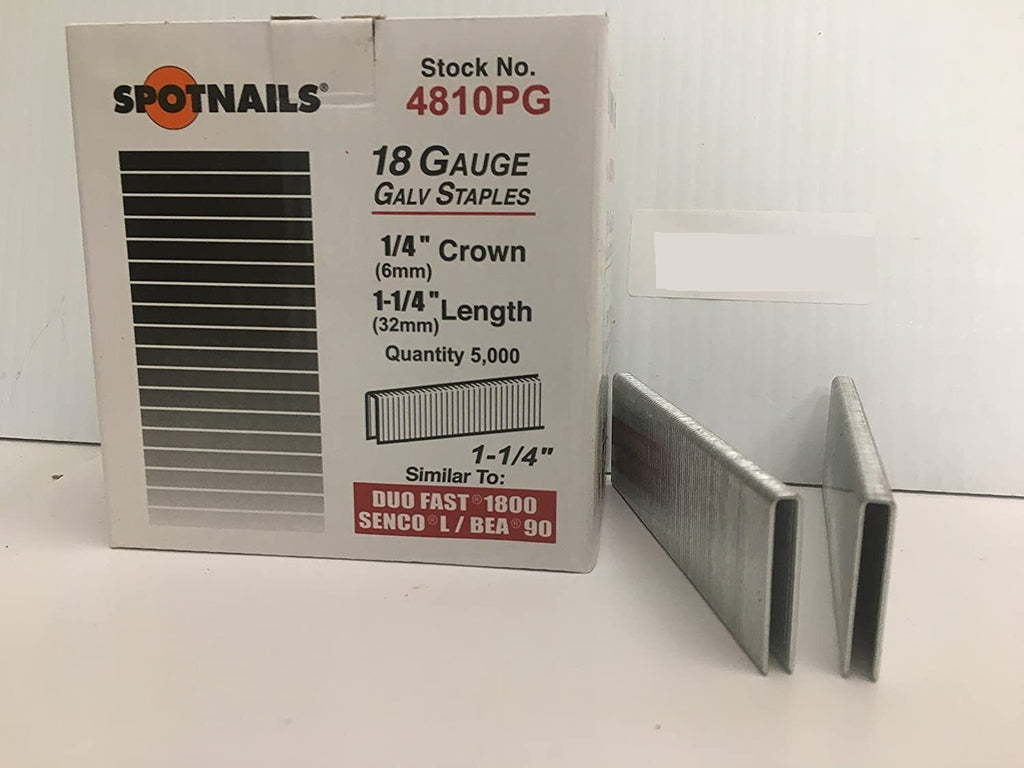 SPOTNAILS®
Stock No.
4810PG
18 GAUGE
GALV STAPLES
1/4" Crown
(6mm)
1-1/4" Length
(32mm)
Quantity 5,000
1-1/4"
Similar To:
DUO FAST® 1800
SENCO® L / BEA® 90